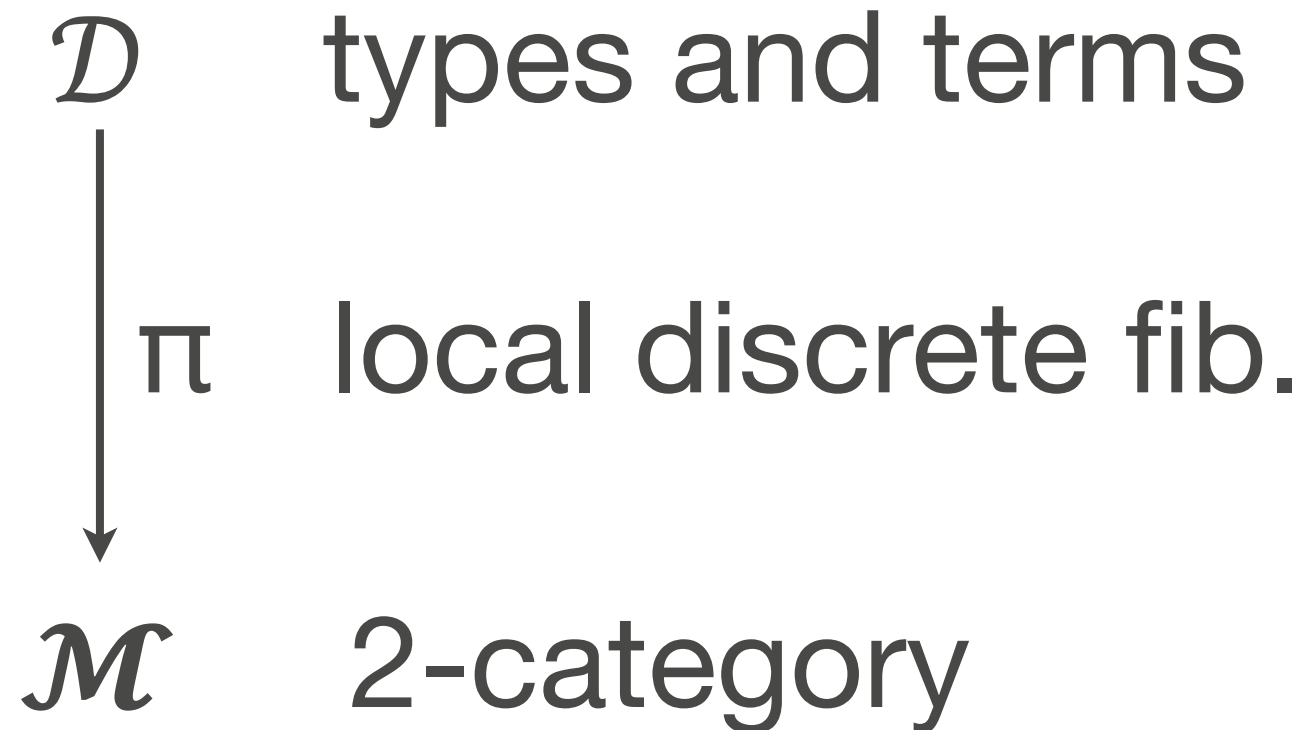 𝒟 types and terms
π local discrete fib.
ℳ 2-category